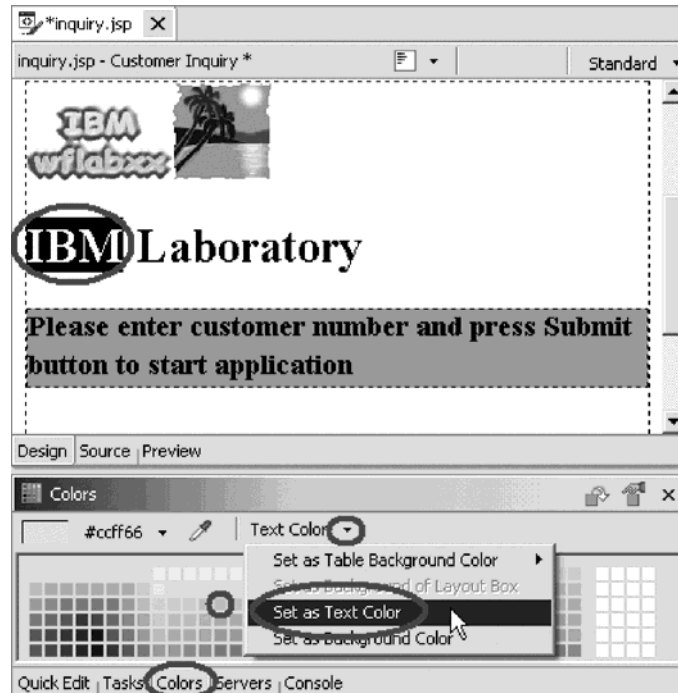 *inquiry.jsp
inquiry.jsp - Customer Inquiry *
Standard
IBM
wflabxx
IBM Laboratory
Please enter customer number and press Submit
button to start application
Design Source Preview
Colors
#ccff66 Text Color
Set as Table Background Color
Set as Background of Layout Box
Set as Text Color
Set as Background Color
Quick Edit Tasks Colors Servers Console